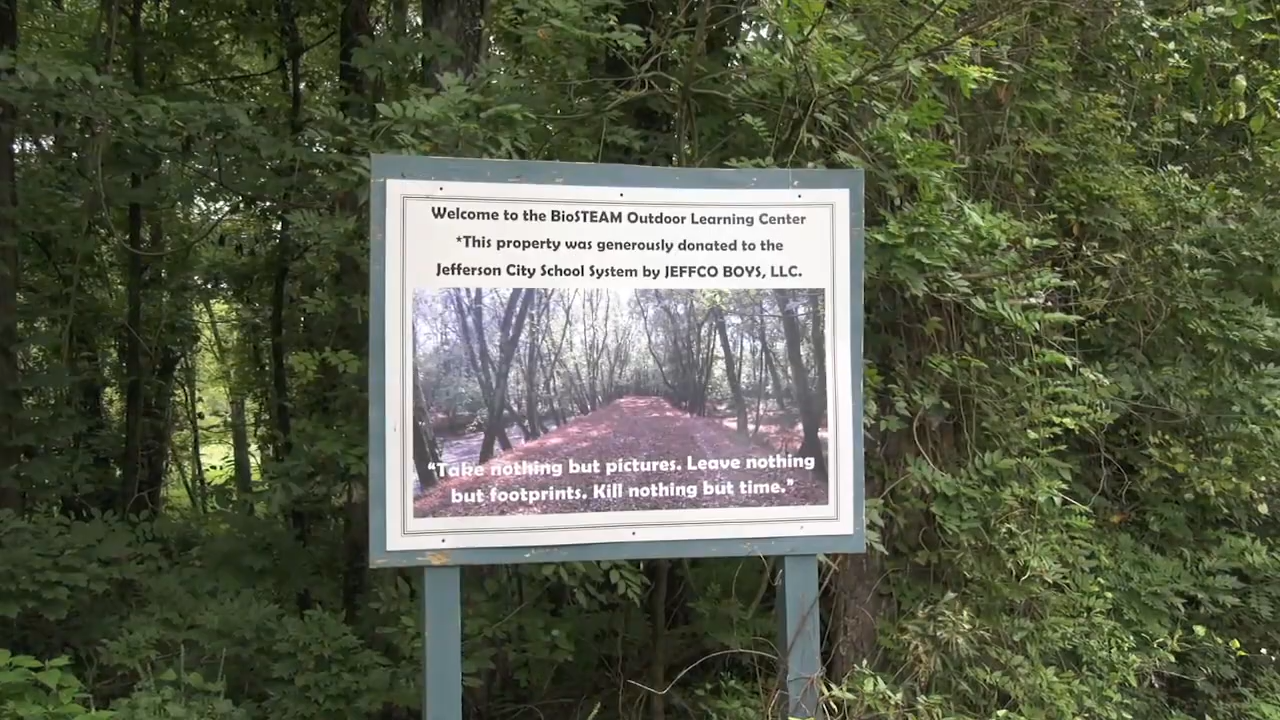 Welcome to the BioSTEAM Outdoor Learning Center
*This property was generously donated to the
Jefferson City School System by JEFFCO BOYS, LLC.
“Take nothing but pictures. Leave nothing
but footprints. Kill nothing but time.”